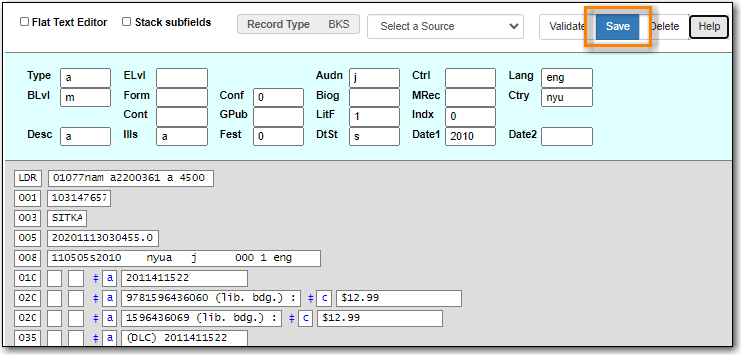 Flat Text Editor Stack subfields Record Type BKS Select a Source Validate Save Delete Help
Type a ELvl Audn j Ctrl Lang eng
BLvl m Form Conf 0 Biog MRec Ctry nyu
Cont GPub LitF 1 Indx 0
Desc a Ills a Fest 0 DtSt s Date1 2010 Date2
LDR 01077nam a2200361 a 4500
001 103147657
003 SITKA
005 20201113030455.0
008 110505s2010 nyua j 000 1 eng
010 ‡ a 2011411522
020 ‡ a 9781596436060 (lib. bdg.) : ‡ c $12.99
020 ‡ a 1596436069 (lib. bdg.) : ‡ c $12.99
035 ‡ a (DLC) 2011411522